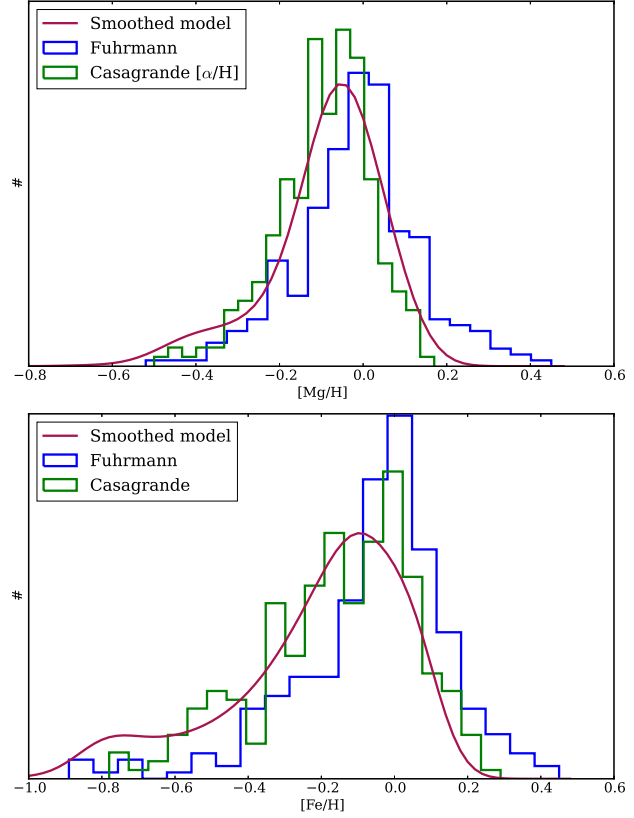 Smoothed model
Fuhrmann
Casagrande [α/H]
#
−0.8 −0.6 −0.4 −0.2 0.0 0.2 0.4 0.6
[Mg/H]
Smoothed model
Fuhrmann
Casagrande
#
−1.0 −0.8 −0.6 −0.4 −0.2 0.0 0.2 0.4 0.6
[Fe/H]